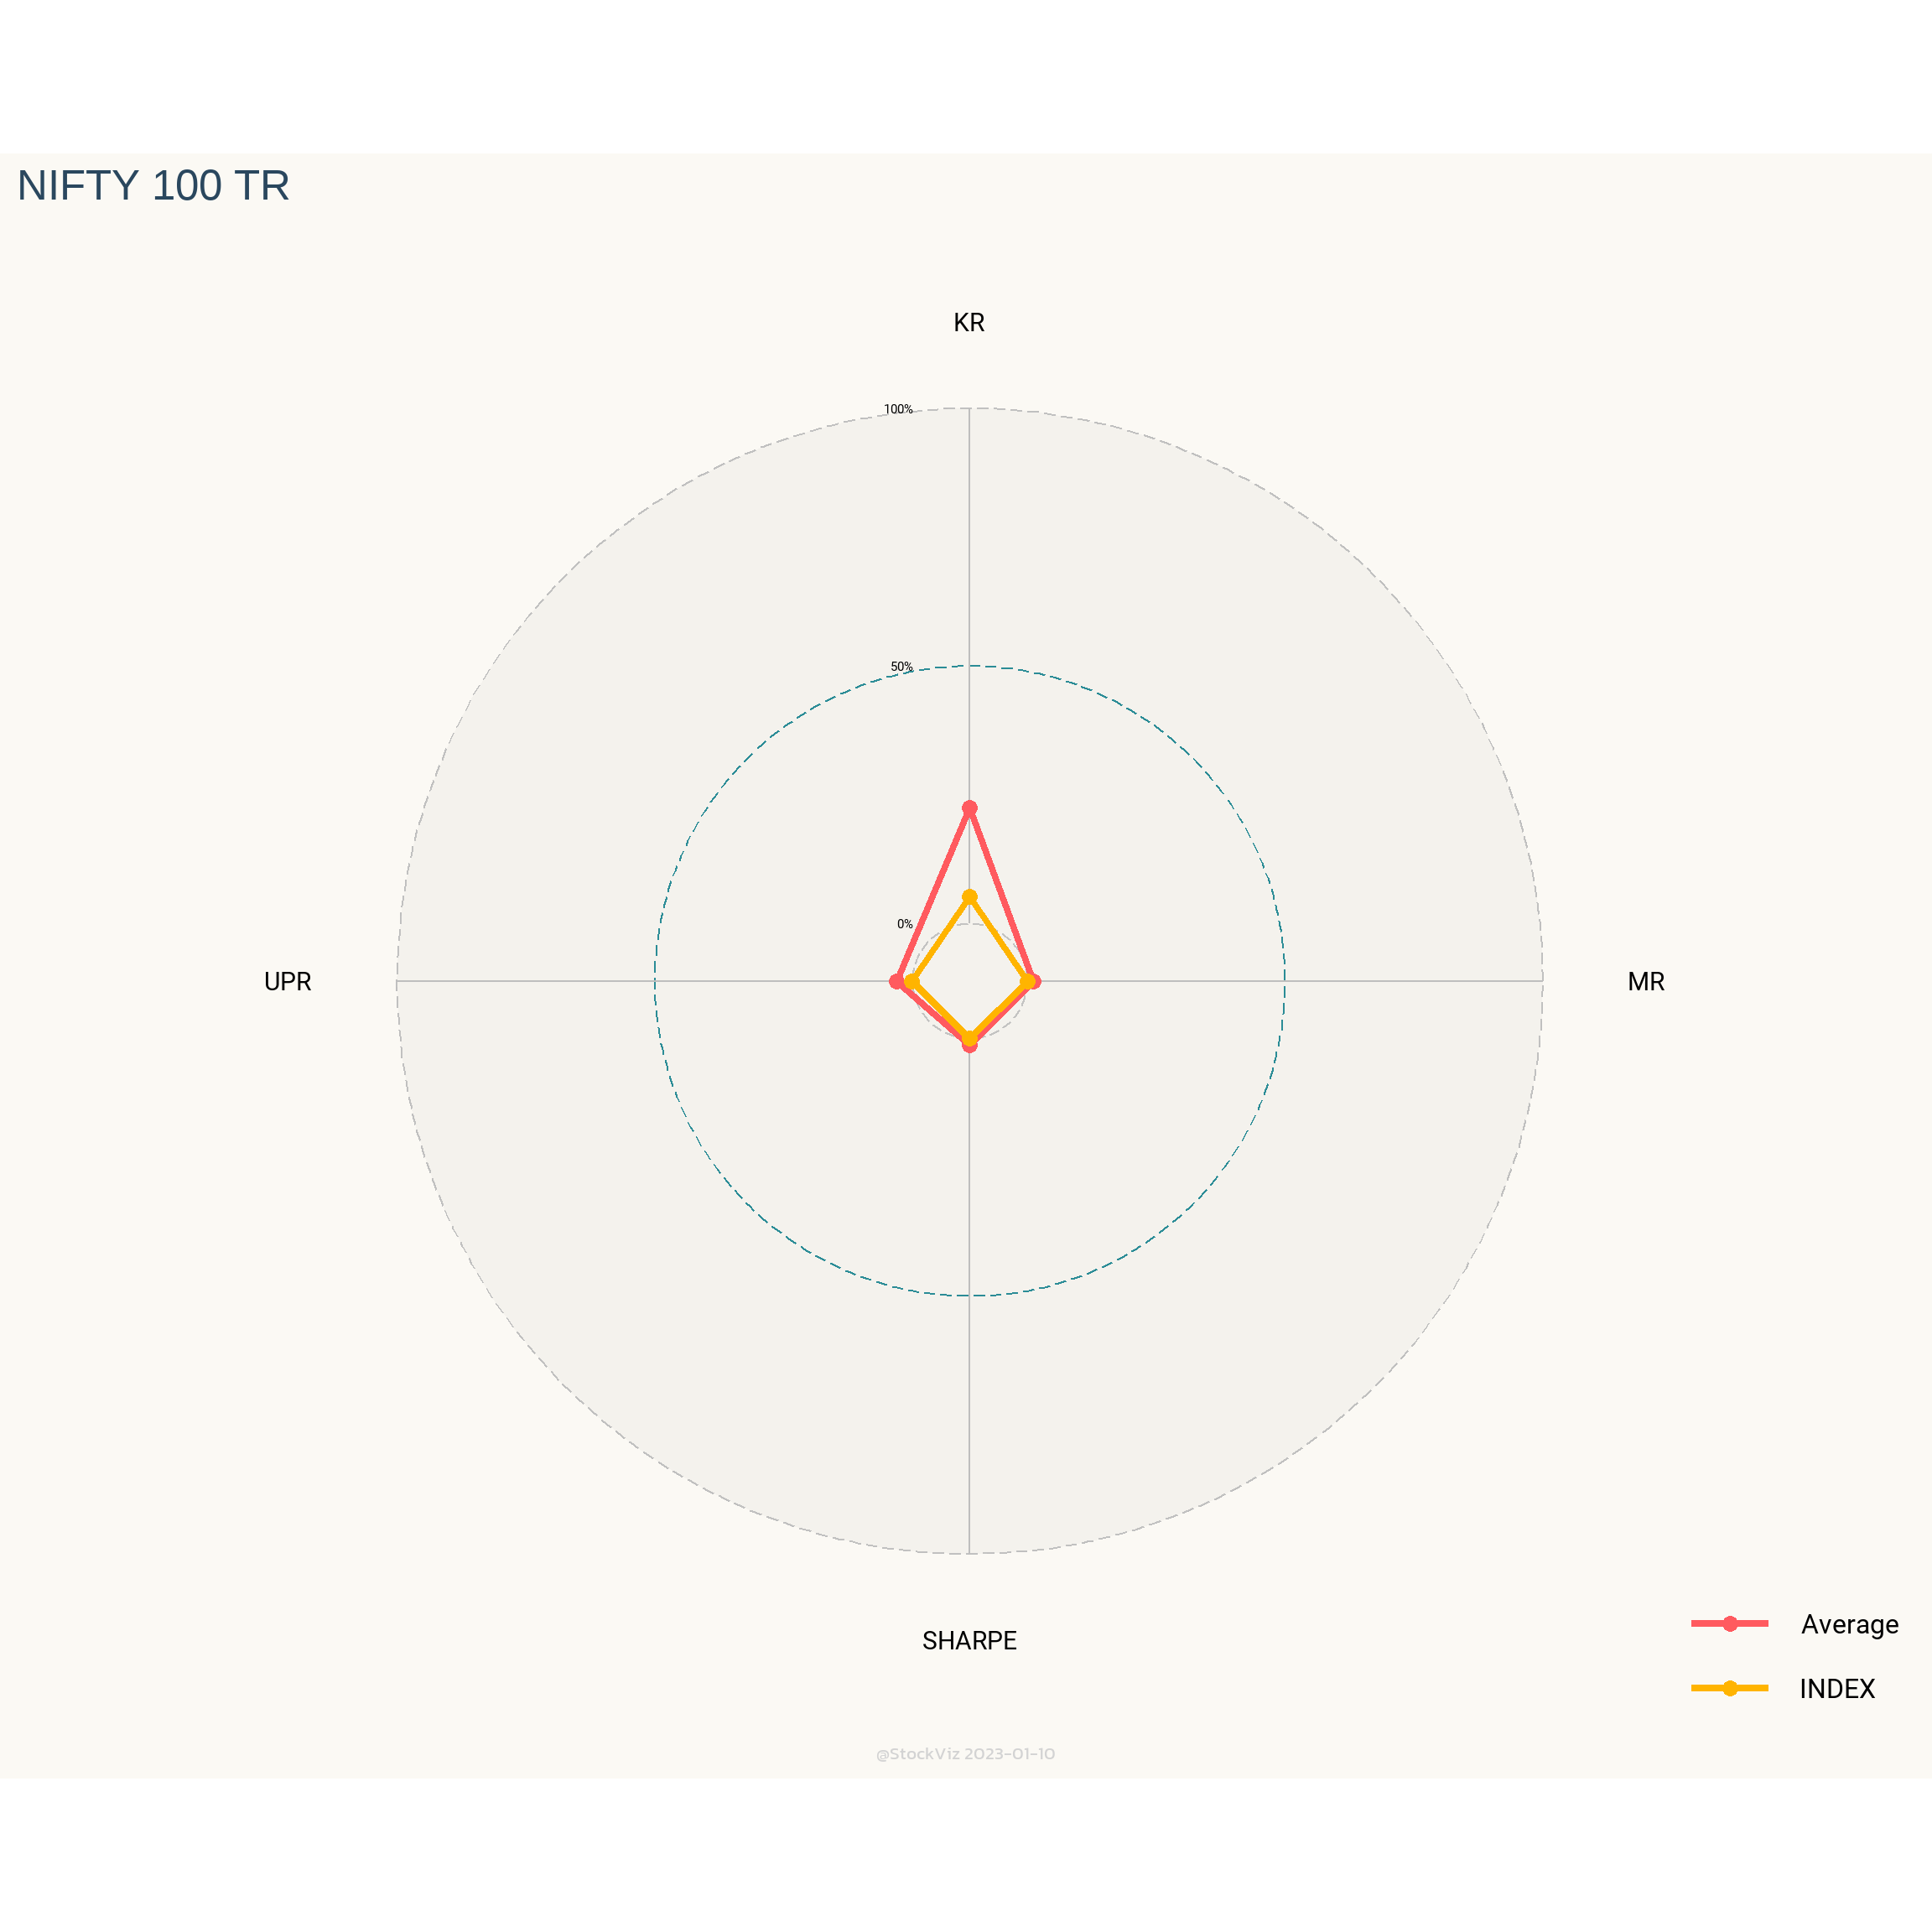 NIFTY 100 TR
KR
100%
50%
0%
UPR
MR
SHARPE
Average
INDEX
@StockViz 2023-01-10